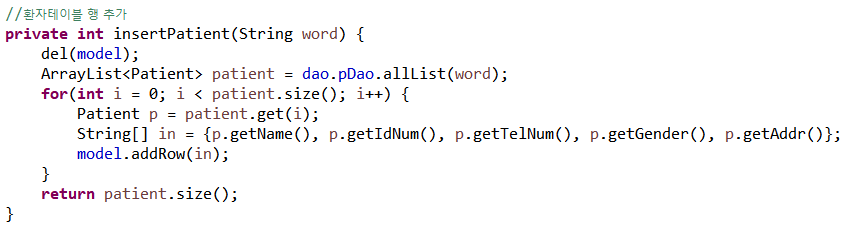 //환자테이블 행 추가
private int insertPatient(String word) {
    del(model);
    ArrayList<Patient> patient = dao.pDao.allList(word);
    for(int i = 0; i < patient.size(); i++) {
        Patient p = patient.get(i);
        String[] in = {p.getName(), p.getIdNum(), p.getTelNum(), p.getGender(), p.getAddr()};
        model.addRow(in);
    }
    return patient.size();
}